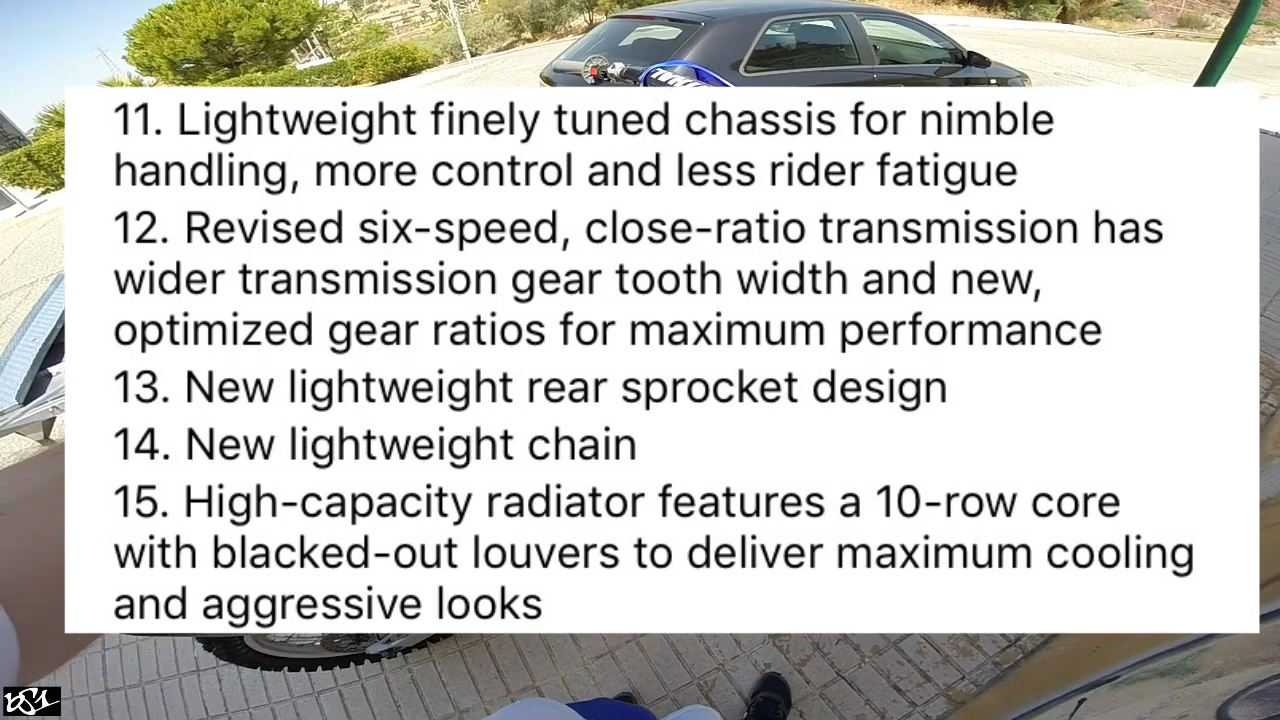 11. Lightweight finely tuned chassis for nimble
handling, more control and less rider fatigue
12. Revised six-speed, close-ratio transmission has
wider transmission gear tooth width and new,
optimized gear ratios for maximum performance
13. New lightweight rear sprocket design
14. New lightweight chain
15. High-capacity radiator features a 10-row core
with blacked-out louvers to deliver maximum cooling
and aggressive looks